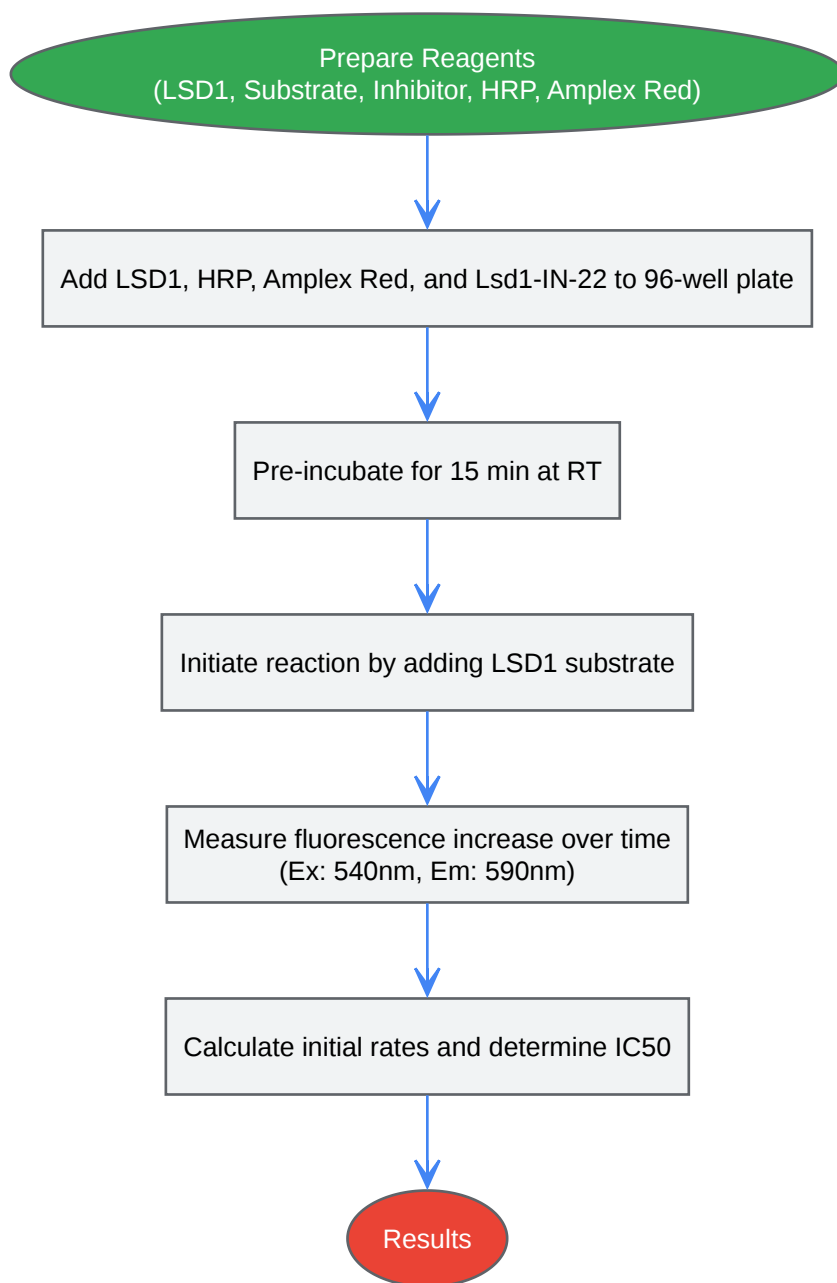 Prepare Reagents
(LSD1, Substrate, Inhibitor, HRP, Amplex Red)
Add LSD1, HRP, Amplex Red, and Lsd1-IN-22 to 96-well plate
Pre-incubate for 15 min at RT
Initiate reaction by adding LSD1 substrate
Measure fluorescence increase over time
(Ex: 540nm, Em: 590nm)
Calculate initial rates and determine IC50
Results